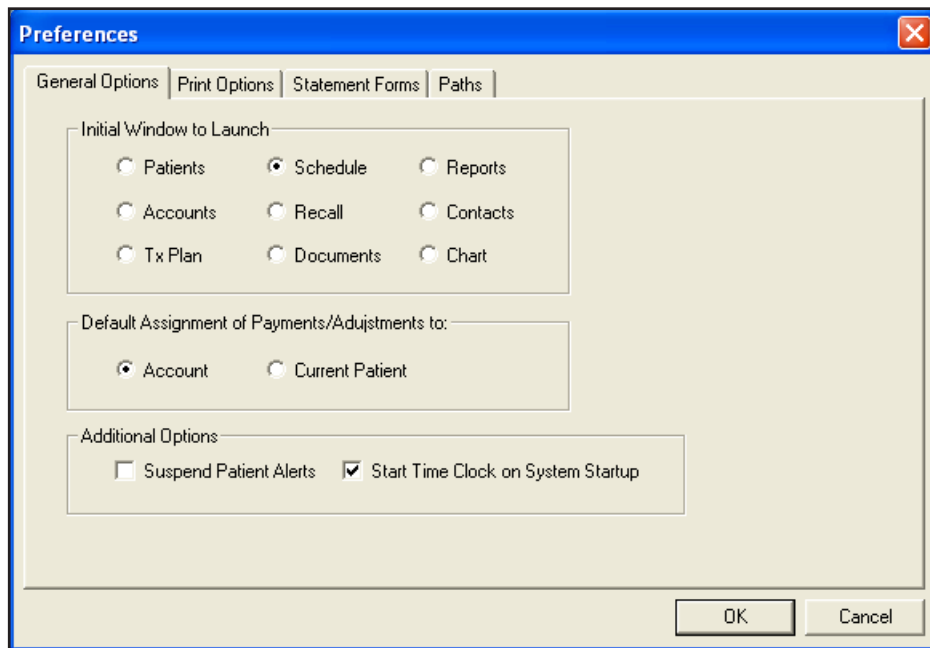 Preferences
General Options Print Options Statement Forms Paths
Initial Window to Launch
Patients Schedule Reports
Accounts Recall Contacts
Tx Plan Documents Chart
Default Assignment of Payments/Adujstments to:
Account Current Patient
Additional Options
Suspend Patient Alerts Start Time Clock on System Startup
OK Cancel